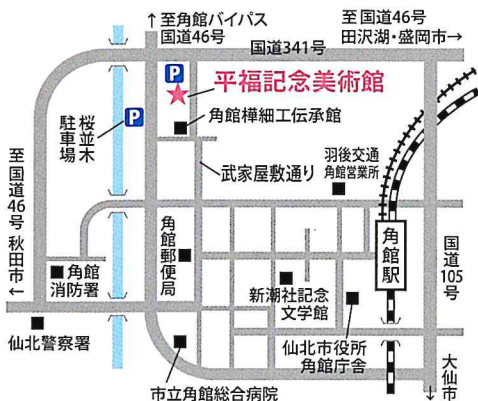 ↑至角館バイパス
国道46号
至国道46号
田沢湖・盛岡市→
国道341号
P
平福記念美術館
P
桜並木
駐車場
角館樺細工伝承館
武家屋敷通り
羽後交通
角館営業所
至国道46号 秋田市←
角館駅
国道105号
角館
消防署
角館郵便局
新潮社記念
文学館
仙北市役所
角館庁舎
仙北警察署
市立角館総合病院
大仙市↓